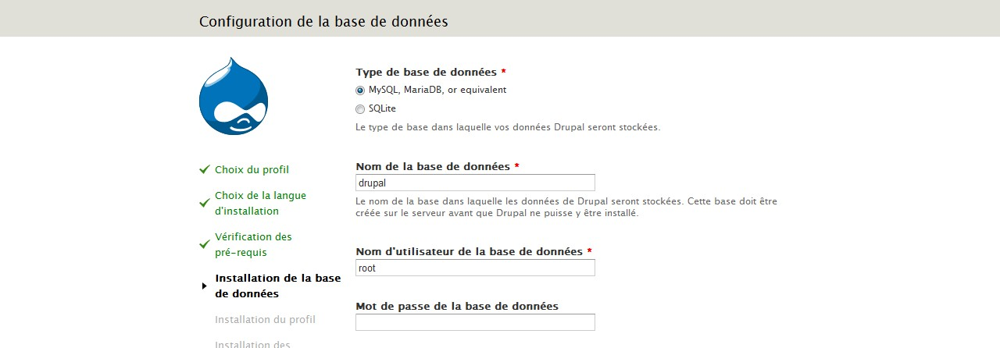 Configuration de la base de données
Choix du profil
Choix de la langue
d'installation
Vérification des
pré-requis
Installation de la base
de données
Installation du profil
Installation des
Type de base de données *
MySQL, MariaDB, or equivalent
SQLite
Le type de base dans laquelle vos données Drupal seront stockées.
Nom de la base de données *
drupal
Le nom de la base dans laquelle les données de Drupal seront stockées. Cette base doit être
créée sur le serveur avant que Drupal ne puisse y être installé.
Nom d'utilisateur de la base de données *
root
Mot de passe de la base de données